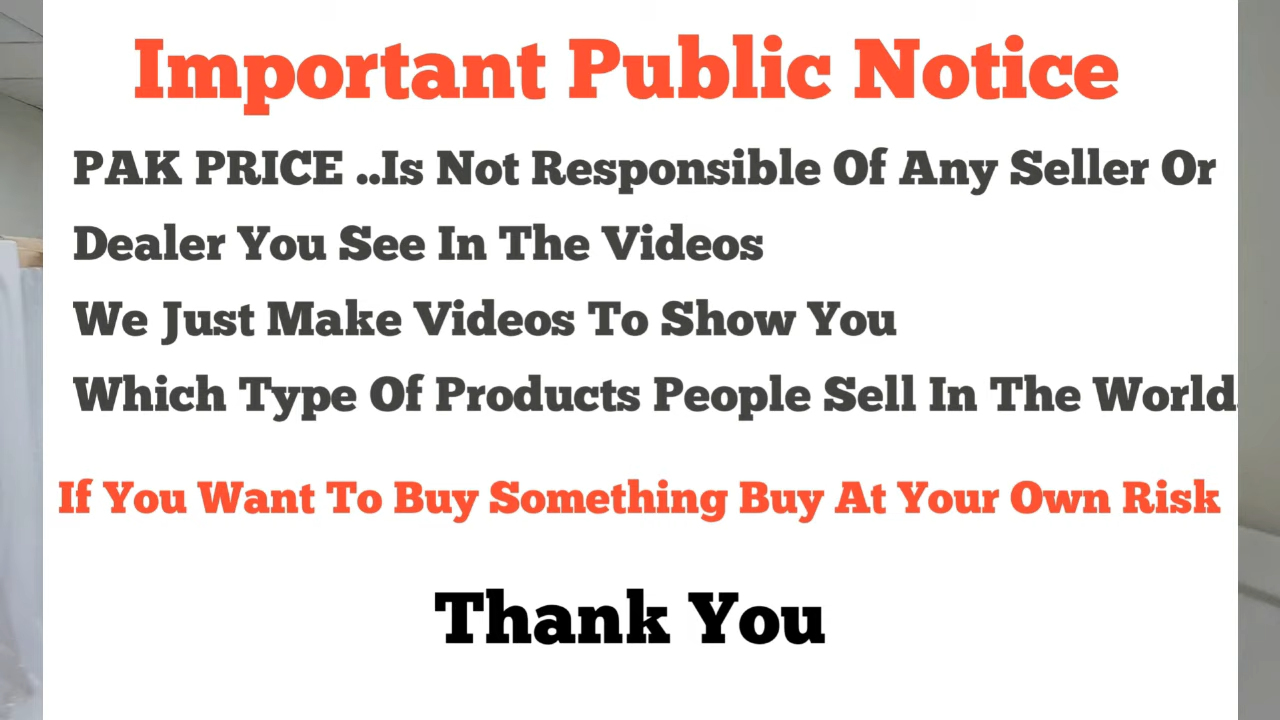 Important Public Notice
PAK PRICE ..Is Not Responsible Of Any Seller Or
Dealer You See In The Videos
We Just Make Videos To Show You
Which Type Of Products People Sell In The World.
If You Want To Buy Something Buy At Your Own Risk
Thank You